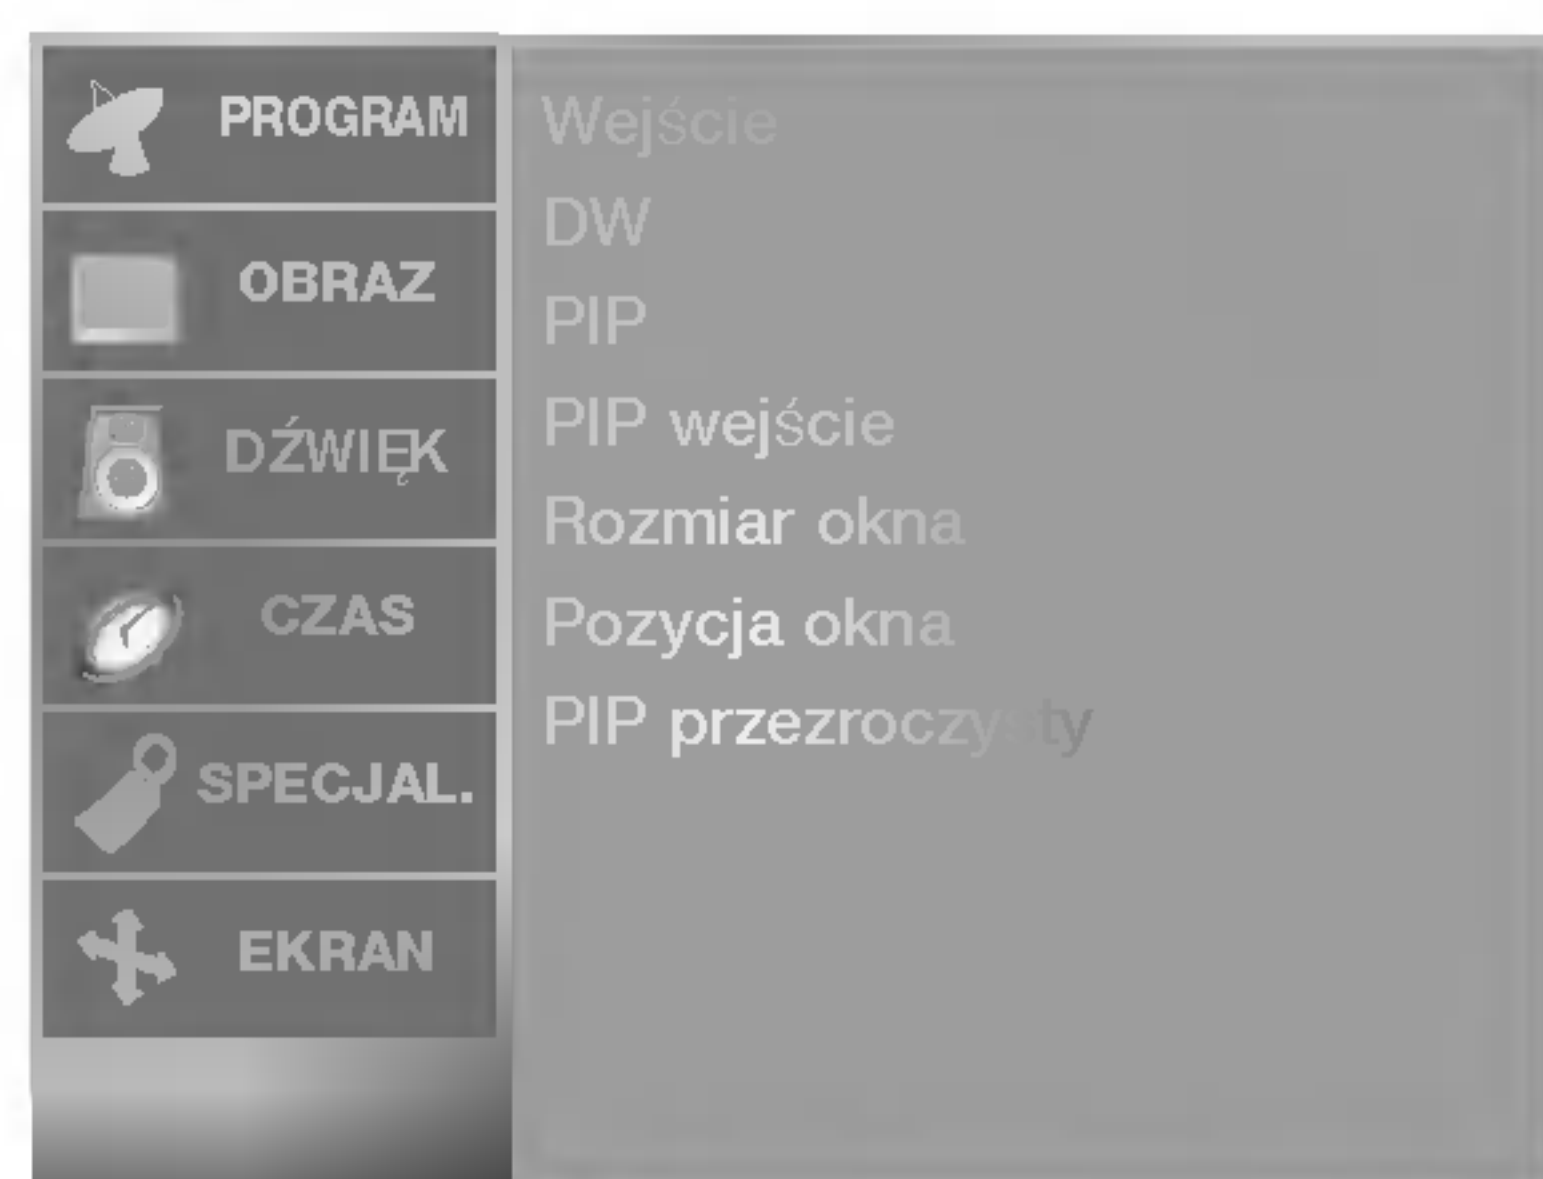 PROGRAM
OBRAZ
DŹWIĘK
CZAS
SPECJAL.
EKRAN
Wejście
DW
PIP
PIP wejście
Rozmiar okna
Pozycja okna
PIP przezroczysty